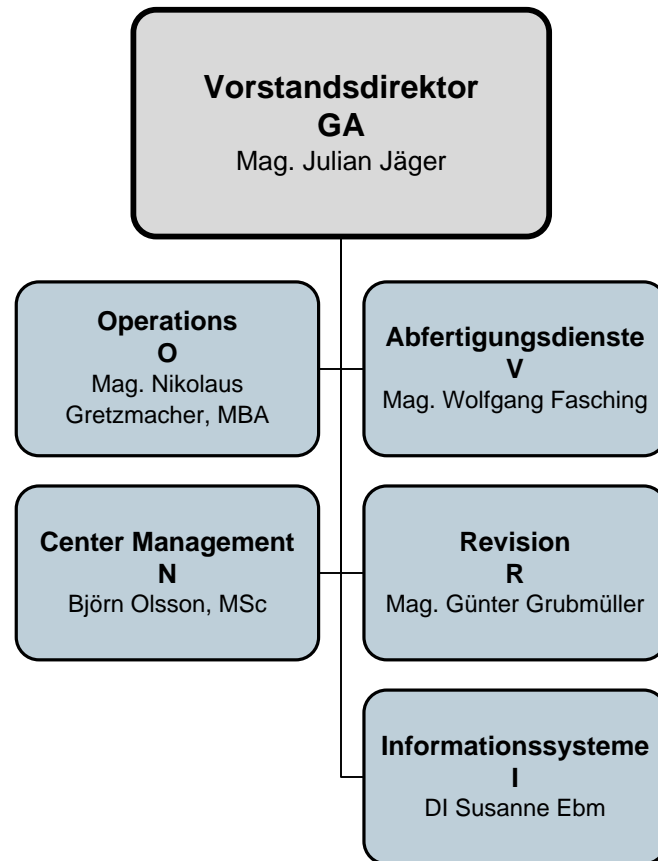 Vorstandsdirektor
GA
Mag. Julian Jäger
Operations
O
Mag. Nikolaus
Gretzmacher, MBA
Abfertigungsdienste
V
Mag. Wolfgang Fasching
Center Management
N
Björn Olsson, MSc
Revision
R
Mag. Günter Grubmüller
Informationssysteme
I
DI Susanne Ebm